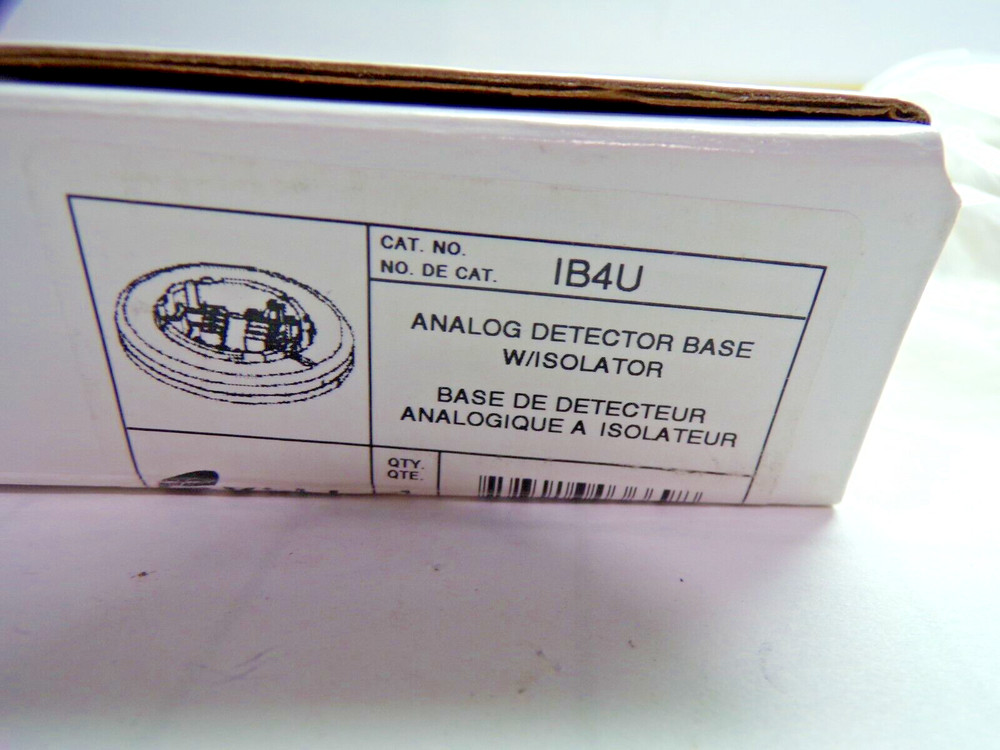 CAT. NO.
NO. DE CAT.
IB4U
ANALOG DETECTOR BASE
W/ISOLATOR
BASE DE DETECTEUR
ANALOGIQUE A ISOLATEUR
QTY.
QTE.